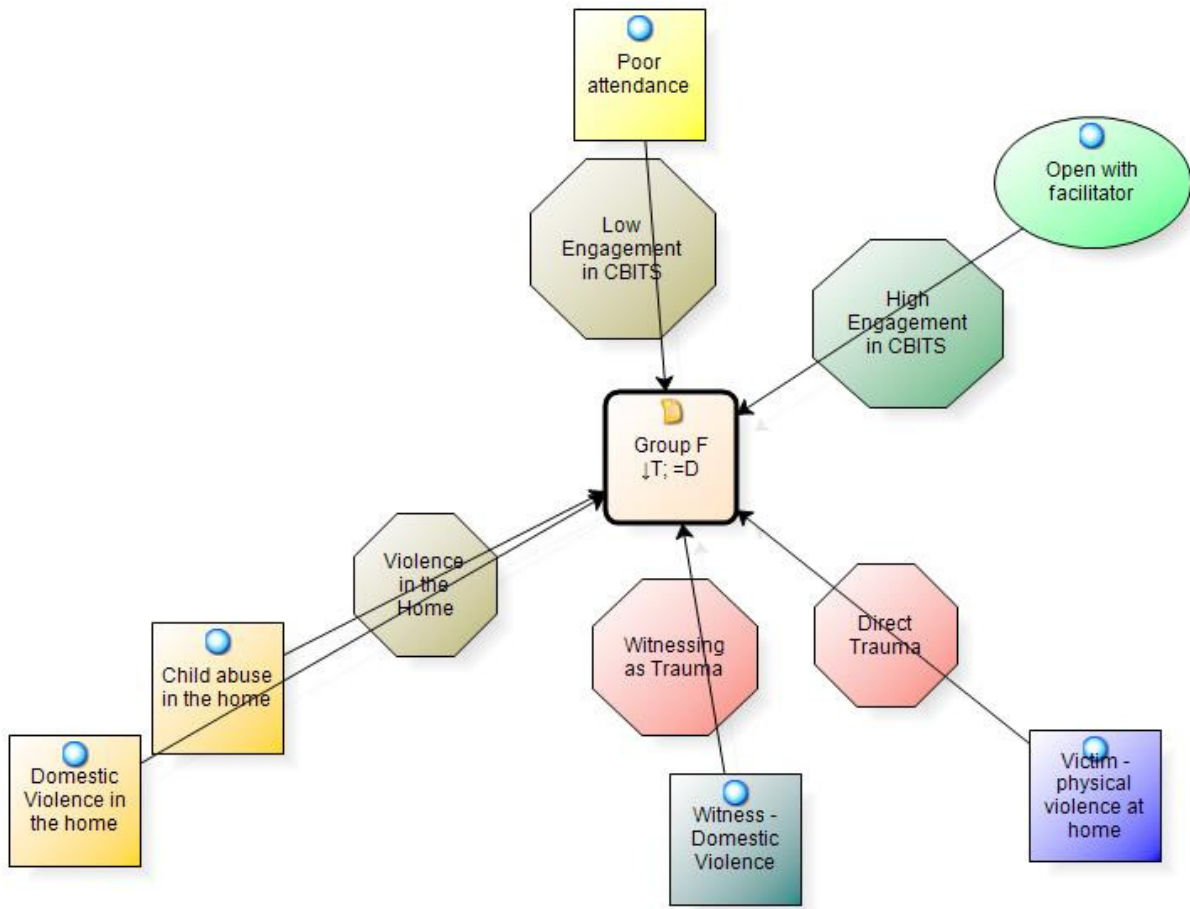 Poor
attendance
Open with
facilitator
Low
Engagement
in CBITS
High
Engagement
in CBITS
Group F
↓T; =D
Violence
in the
Home
Witnessing
as Trauma
Direct
Trauma
Child abuse
in the home
Domestic
Violence in
the home
Witness -
Domestic
Violence
Victim -
physical
violence at
home